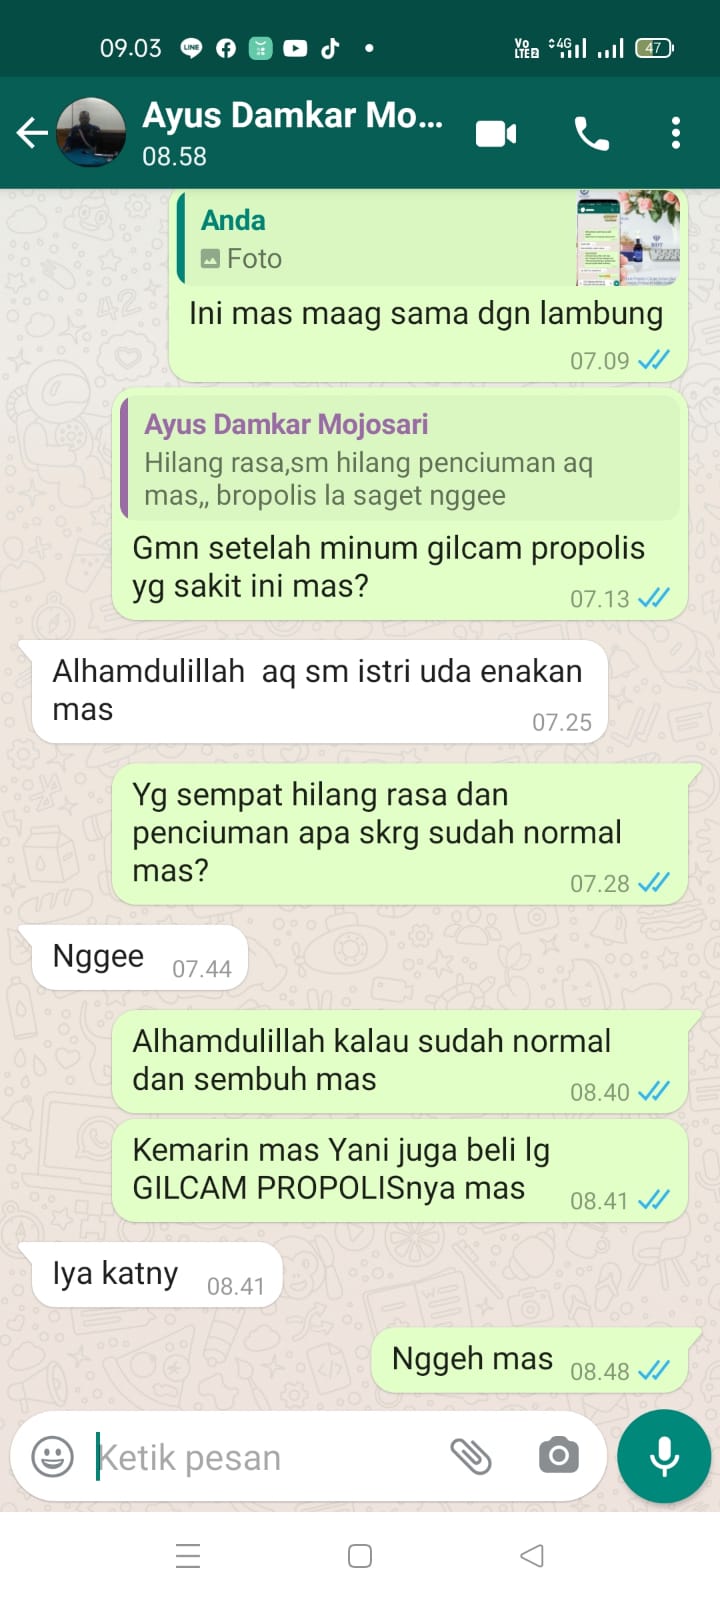 09.03
Vo LTE2 4G 47
Ayus Damkar Mo...
08.58
Anda
Foto
Ini mas maag sama dgn lambung
07.09
Ayus Damkar Mojosari
Hilang rasa,sm hilang penciuman aq
mas,, bropolis la saget nggee
Gmn setelah minum gilcam propolis
yg sakit ini mas?
07.13
Alhamdulillah  aq sm istri uda enakan
mas
07.25
Yg sempat hilang rasa dan
penciuman apa skrg sudah normal
mas?
07.28
Nggee 07.44
Alhamdulillah kalau sudah normal
dan sembuh mas
08.40
Kemarin mas Yani juga beli lg
GILCAM PROPOLISnya mas
08.41
Iya katny 08.41
Nggeh mas 08.48
Ketik pesan